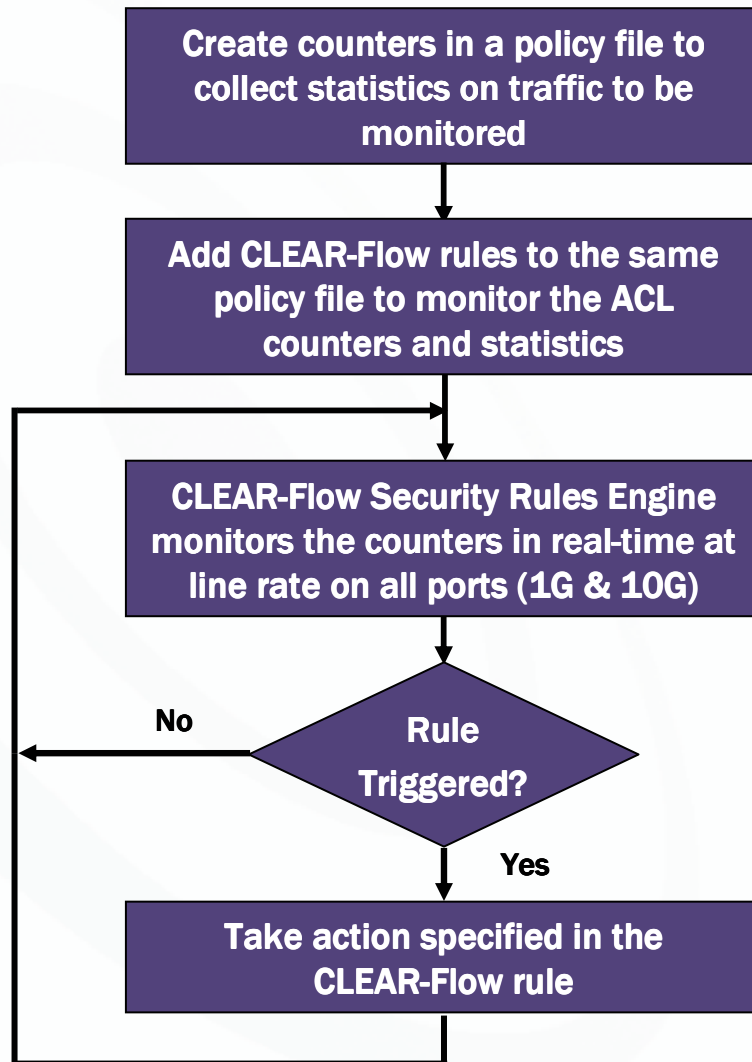 Create counters in a policy file to
collect statistics on traffic to be
monitored
Add CLEAR-Flow rules to the same
policy file to monitor the ACL
counters and statistics
CLEAR-Flow Security Rules Engine
monitors the counters in real-time at
line rate on all ports (1G & 10G)
No
Rule
Triggered?
Yes
Take action specified in the
CLEAR-Flow rule